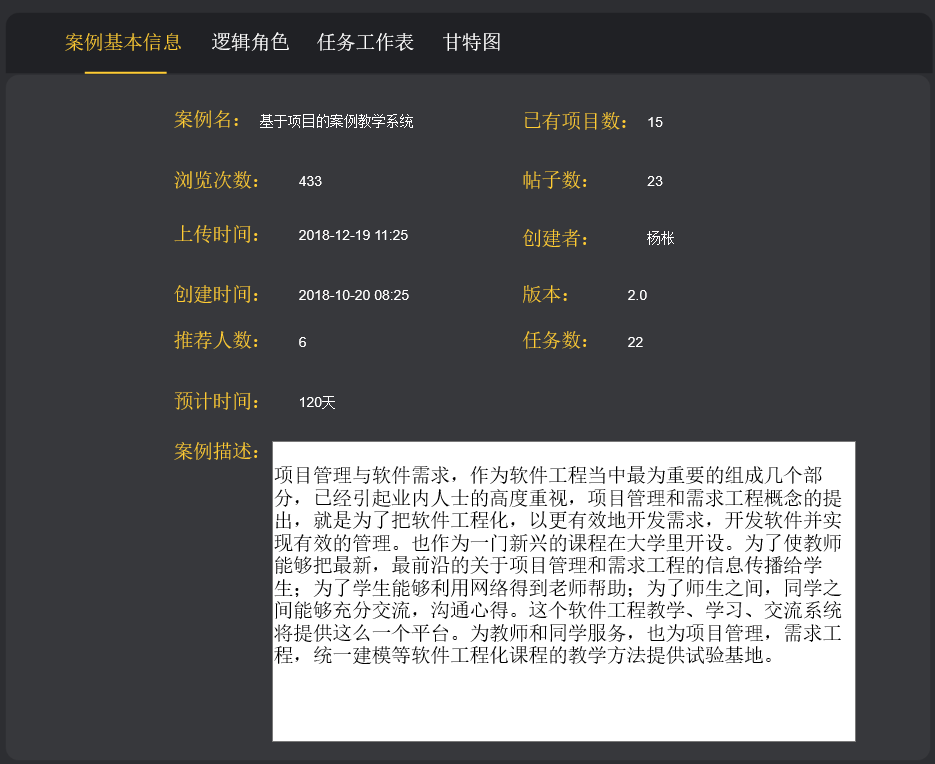 案例基本信息 逻辑角色 任务工作表 甘特图
案例名： 基于项目的案例教学系统 已有项目数： 15
浏览次数： 433 帖子数： 23
上传时间： 2018-12-19 11:25 创建者： 杨枨
创建时间： 2018-10-20 08:25 版本： 2.0
推荐人数： 6 任务数： 22
预计时间： 120天
案例描述：
项目管理与软件需求，作为软件工程当中最为重要的组成几个部
分，已经引起业内人士的高度重视，项目管理和需求工程概念的提
出，就是为了把软件工程化，以更有效地开发需求，开发软件并实
现有效的管理。也作为一门新兴的课程在大学里开设。为了使教师
能够把最新，最前沿的关于项目管理和需求工程的信息传播给学
生；为了学生能够利用网络得到老师帮助；为了师生之间，同学之
间能够充分交流，沟通心得。这个软件工程教学、学习、交流系统
将提供这么一个平台。为教师和同学服务，也为项目管理，需求工
程，统一建模等软件工程化课程的教学方法提供试验基地。